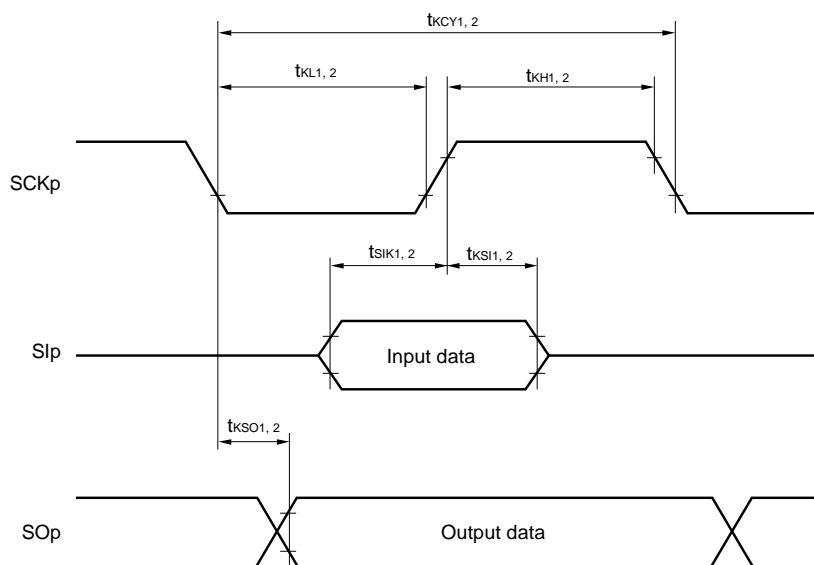 tKCY1, 2
tKL1, 2
tKH1, 2
SCKp
tSIK1, 2
tKSI1, 2
SIp
Input data
tKSO1, 2
SOp
Output data